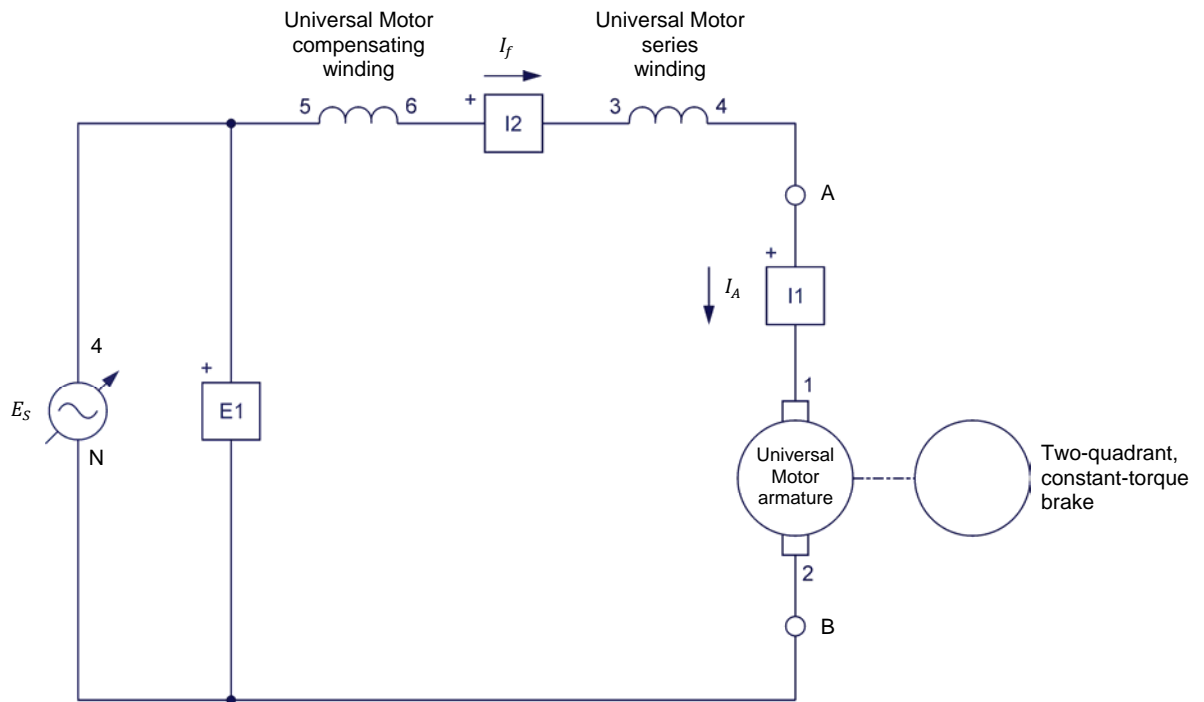 Universal Motor
compensating
winding
I_f
Universal Motor
series
winding
5
6
+
I2
3
4
A
+
I_A
I1
4
+
1
E_S
E1
N
Universal
Motor
armature
Two-quadrant,
constant-torque
brake
2
B